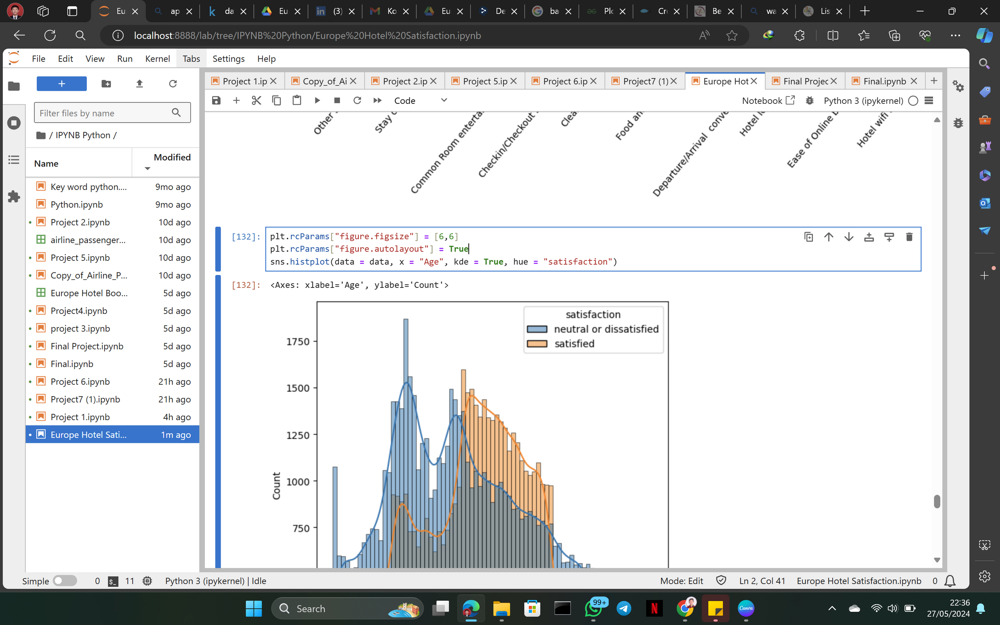 Eu
ap
da
Eu
(3)
Ko
Eu
De
ba
Plc
Cr
Be
wa
Lis
localhost:8888/lab/tree/IPYNB%20Python/Europe%20Hotel%20Satisfaction.ipynb
File Edit View Run Kernel Tabs Settings Help
Project 1.ip
Copy_of_Ai
Project 2.ip
Project 5.ip
Project 6.ip
Project7 (1)
Europe Hot
Final Projec
Final.ipynb
Code
Notebook
Python 3 (ipykernel)
Filter files by name
/ IPYNB Python /
Name Modified
Key word python.... 9mo ago
Python.ipynb 9mo ago
Project 2.ipynb 10d ago
airline_passenger... 10d ago
Project 5.ipynb 10d ago
Copy_of_Airline_P... 10d ago
Europe Hotel Boo... 5d ago
Project4.ipynb 5d ago
project 3.ipynb 5d ago
Final Project.ipynb 5d ago
Final.ipynb 5d ago
Project 6.ipynb 21h ago
Project7 (1).ipynb 21h ago
Project 1.ipynb 4h ago
Europe Hotel Sati... 1m ago
Other
Stay
Common Room enterta
Checkin/Checkout
Clea
Food an
Departure/Arrival conve
Hotel
Ease of Online
Hotel wifi
[132]:
plt.rcParams["figure.figsize"] = [6,6]
plt.rcParams["figure.autolayout"] = True
sns.histplot(data = data, x = "Age", kde = True, hue = "satisfaction")
[132]: <Axes: xlabel='Age', ylabel='Count'>
satisfaction
neutral or dissatisfied
satisfied
1750
1500
1250
1000
750
Count
Simple 0 $_ 11 Python 3 (ipykernel) | Idle
Mode: Edit Ln 2, Col 41 Europe Hotel Satisfaction.ipynb 0
Search
99+
N
Canva
22:36
27/05/2024